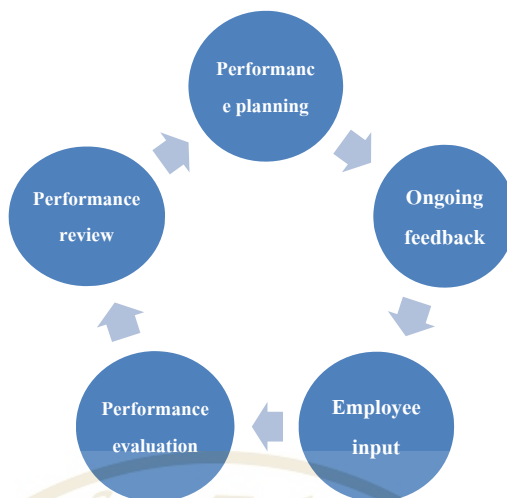 Performanc
e planning
Ongoing
feedback
Employee
input
Performance
evaluation
Performance
review